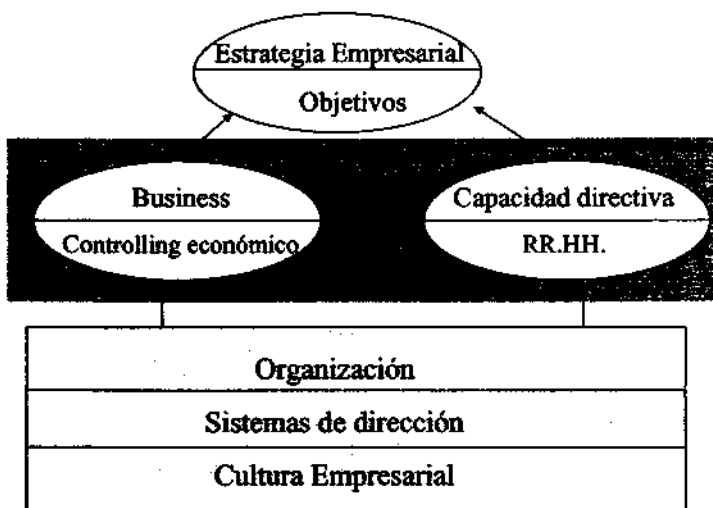 Estrategia Empresarial
Objetivos
Business
Controlling económico
Capacidad directiva
RR.HH.
Organización
Sistemas de dirección
Cultura Empresarial